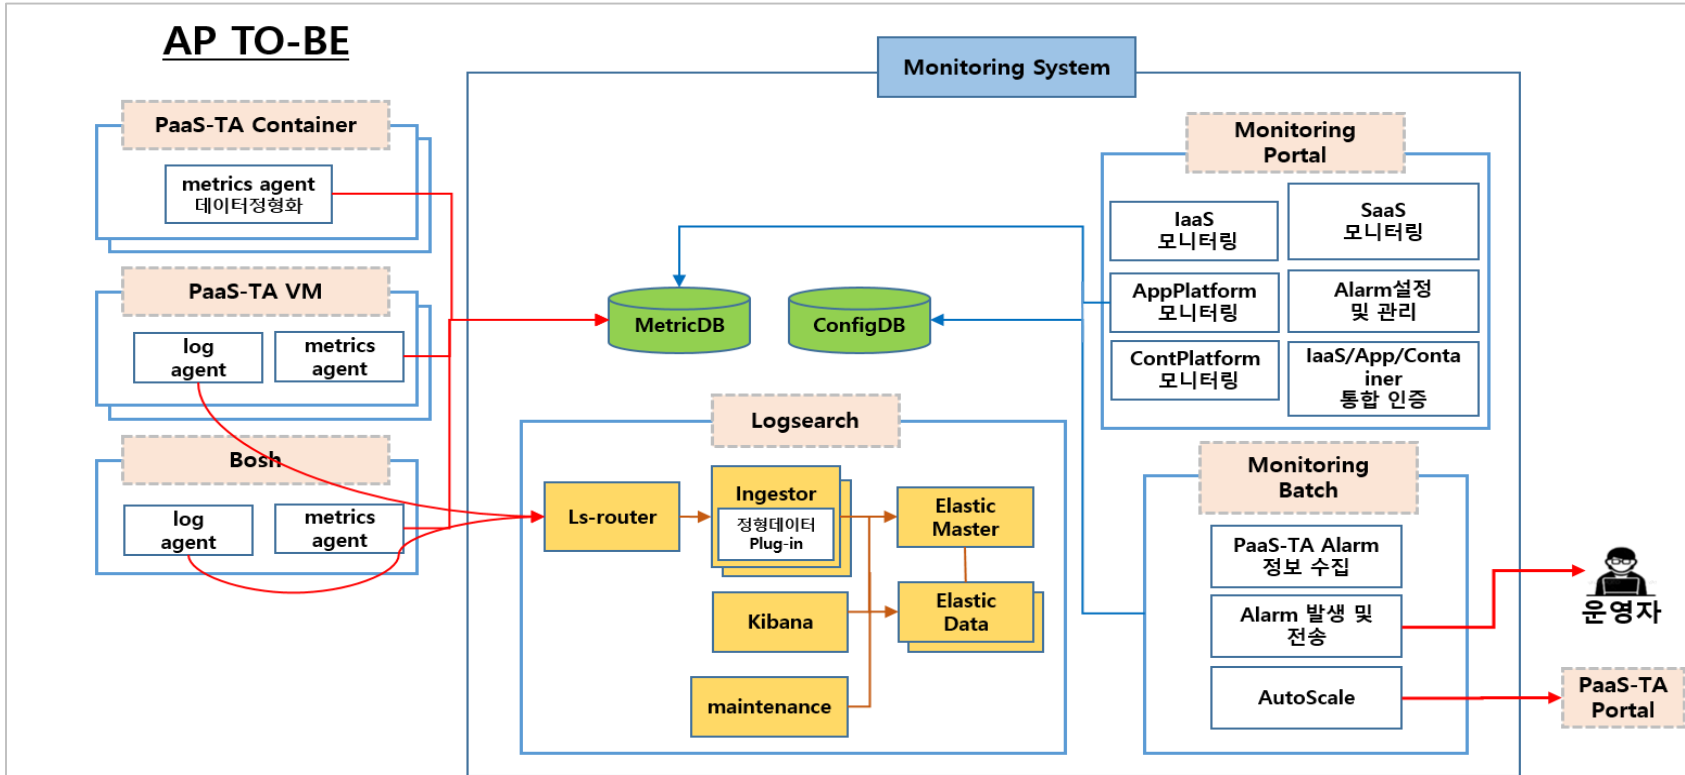 AP TO-BE
Monitoring System
PaaS-TA Container
metrics agent
데이터정형화
PaaS-TA VM
log
agent
metrics
agent
Bosh
log
agent
metrics
agent
MetricDB
ConfigDB
Logsearch
Ls-router
Ingestor
정형데이터
Plug-in
Kibana
maintenance
Elastic
Master
Elastic
Data
Monitoring
Portal
IaaS
모니터링
SaaS
모니터링
AppPlatform
모니터링
Alarm설정
및 관리
ContPlatform
모니터링
IaaS/App/Conta
iner
통합 인증
Monitoring
Batch
PaaS-TA Alarm
정보 수집
Alarm 발생 및
전송
AutoScale
운영자
PaaS-TA
Portal